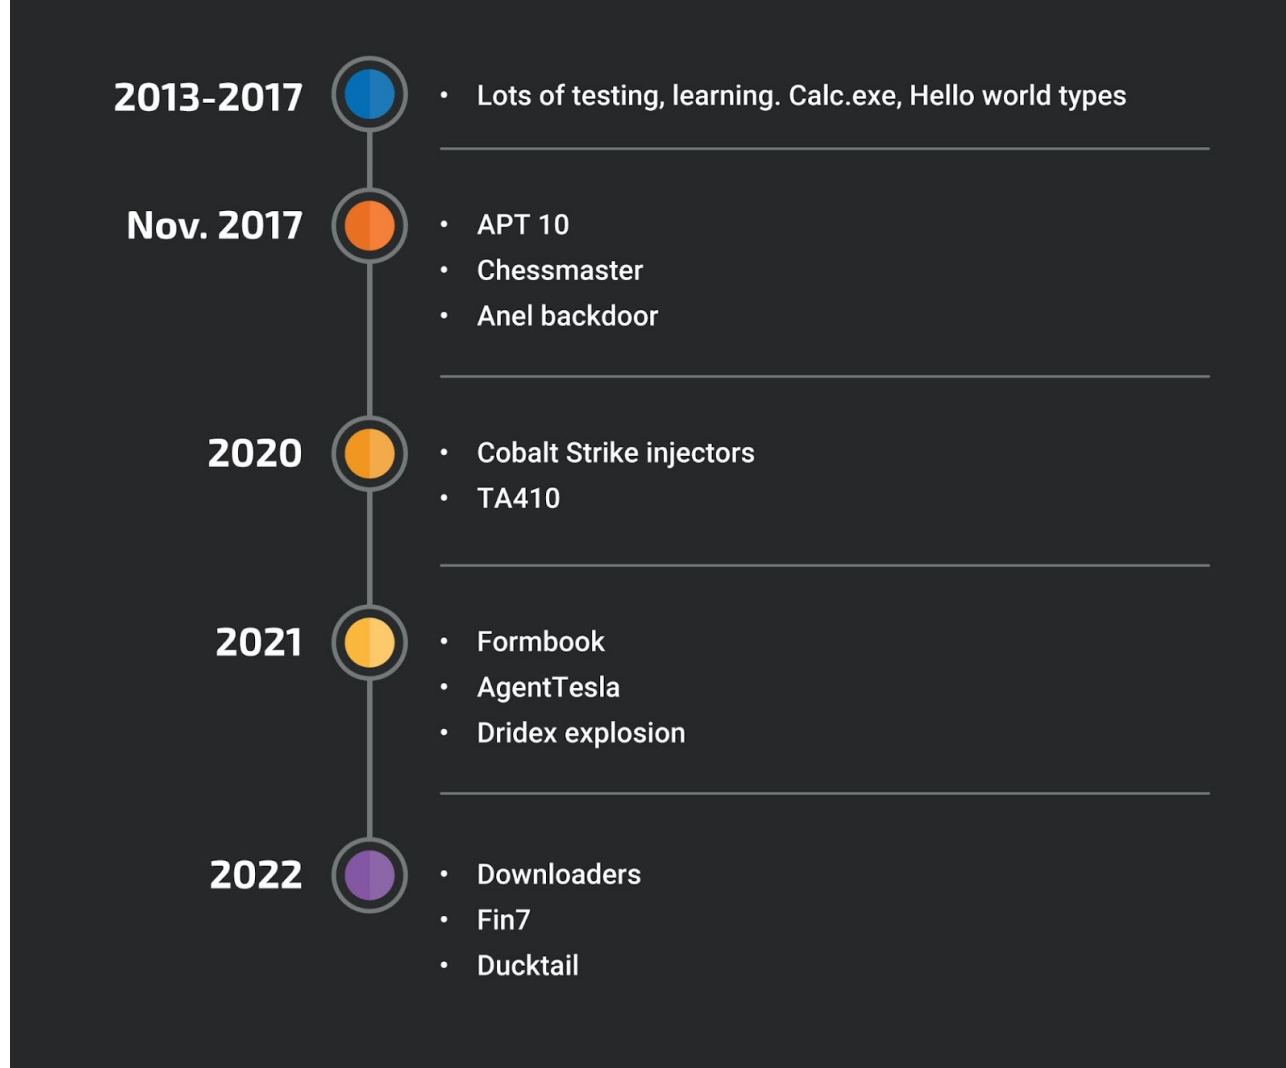 2013-2017
• Lots of testing, learning. Calc.exe, Hello world types
Nov. 2017
• APT 10
• Chessmaster
• Anel backdoor
2020
• Cobalt Strike injectors
• TA410
2021
• Formbook
• AgentTesla
• Dridex explosion
2022
• Downloaders
• Fin7
• Ducktail